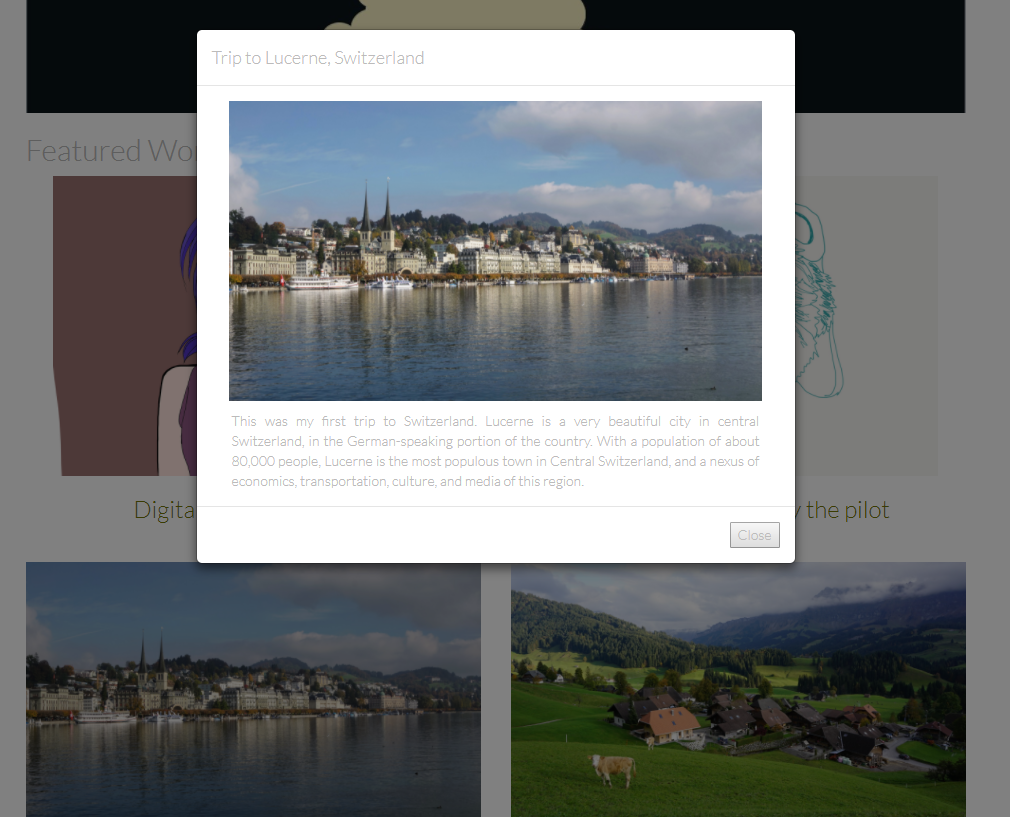 Trip to Lucerne, Switzerland
Featured Wo
This was my first trip to Switzerland. Lucerne is a very beautiful city in central
Switzerland, in the German-speaking portion of the country. With a population of about
80,000 people, Lucerne is the most populous town in Central Switzerland, and a nexus of
economics, transportation, culture, and media of this region.
Digita
the pilot
Close